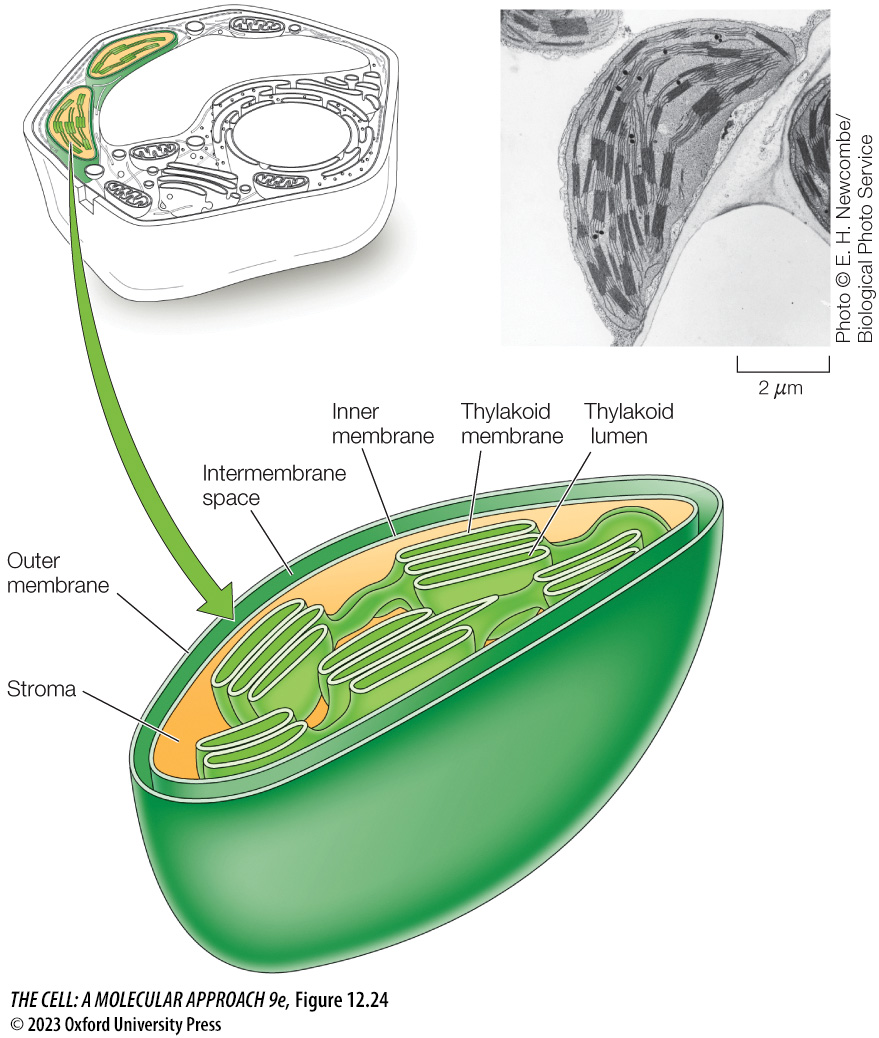 Photo © E. H. Newcombe/
Biological Photo Service
2 μm
Inner
membrane
Thylakoid
membrane
Thylakoid
lumen
Intermembrane
space
Outer
membrane
Stroma
THE CELL: A MOLECULAR APPROACH 9e, Figure 12.24
© 2023 Oxford University Press